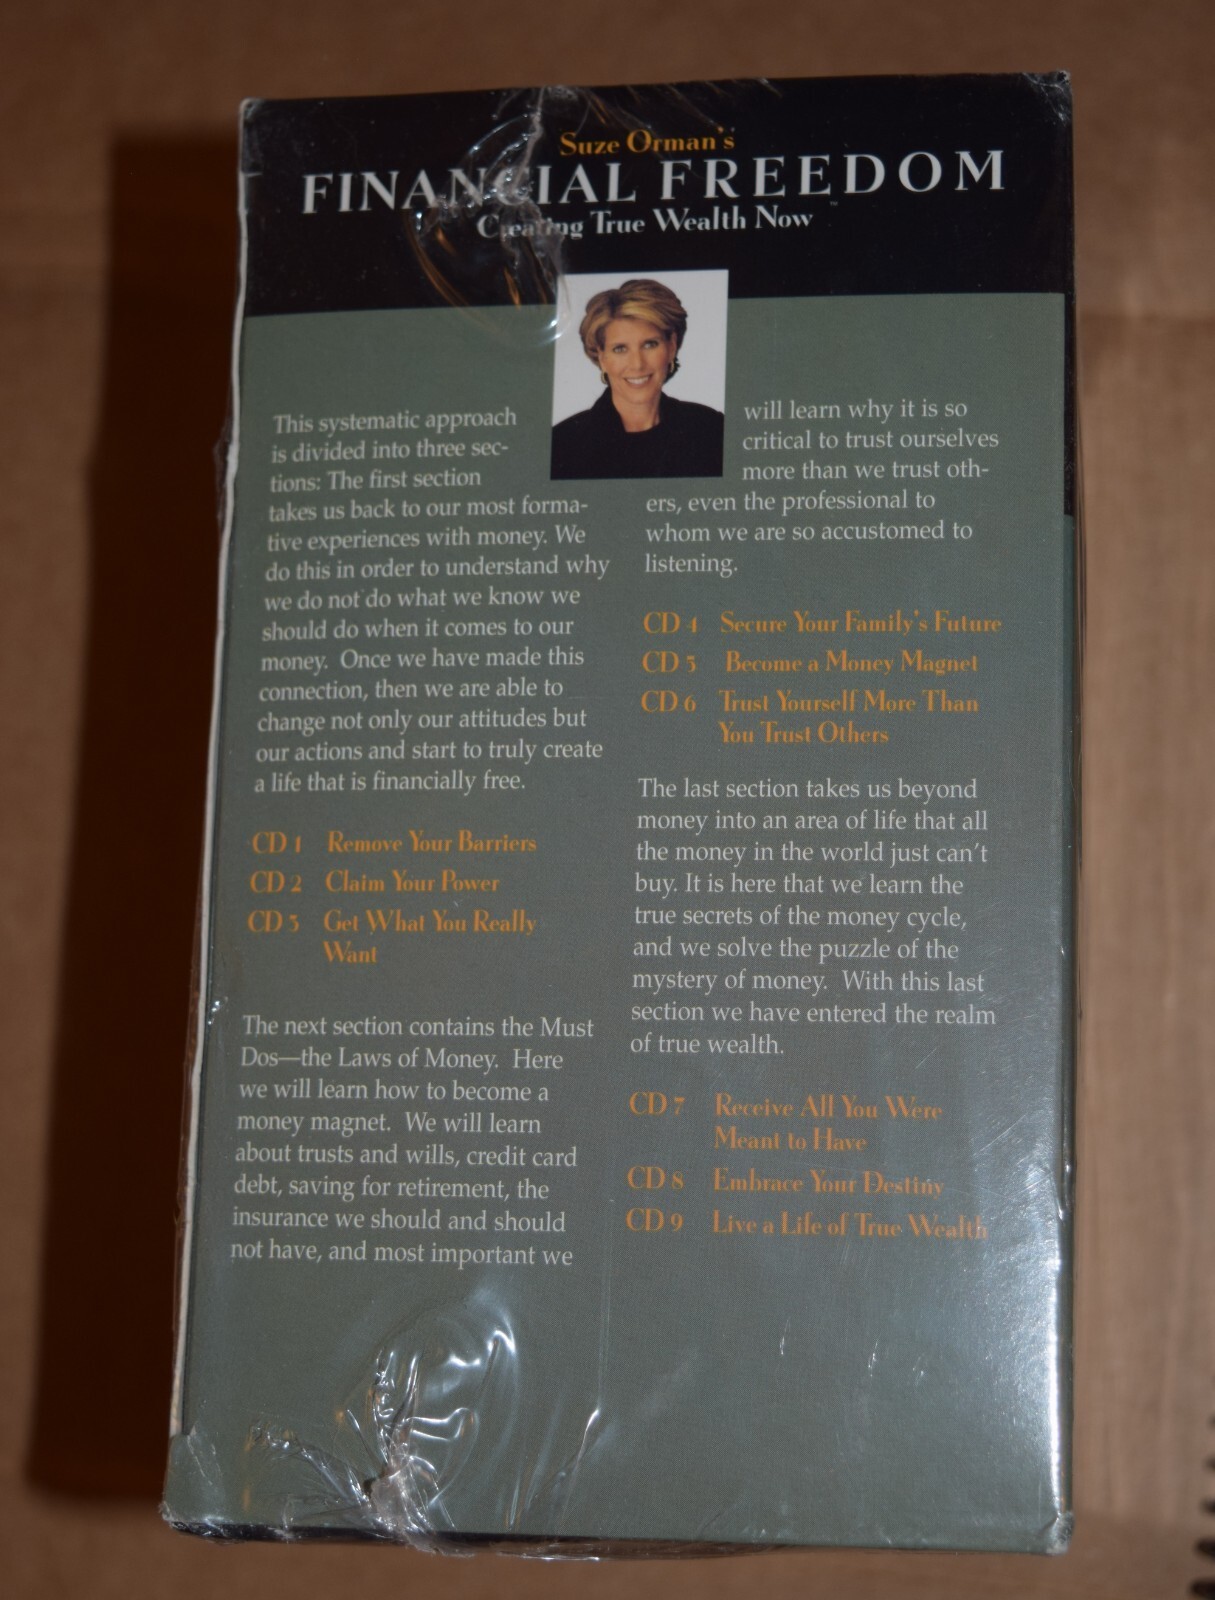 Suze Orman's
FINANCIAL FREEDOM
Creating True Wealth Now™
This systematic approach
is divided into three sec-
tions: The first section
takes us back to our most forma-
tive experiences with money. We
do this in order to understand why
we do not do what we know we
should do when it comes to our
money. Once we have made this
connection, then we are able to
change not only our attitudes but
our actions and start to truly create
a life that is financially free.
CD 1 Remove Your Barriers
CD 2 Claim Your Power
CD 3 Get What You Really
Want
The next section contains the Must
Dos—the Laws of Money. Here
we will learn how to become a
money magnet. We will learn
about trusts and wills, credit card
debt, saving for retirement, the
insurance we should and should
not have, and most important we
will learn why it is so
critical to trust ourselves
more than we trust oth-
ers, even the professional to
whom we are so accustomed to
listening.
CD 4 Secure Your Family's Future
CD 5 Become a Money Magnet
CD 6 Trust Yourself More Than
You Trust Others
The last section takes us beyond
money into an area of life that all
the money in the world just can't
buy. It is here that we learn the
true secrets of the money cycle,
and we solve the puzzle of the
mystery of money. With this last
section we have entered the realm
of true wealth.
CD 7 Receive All You Were
Meant to Have
CD 8 Embrace Your Destiny
CD 9 Live a Life of True Wealth